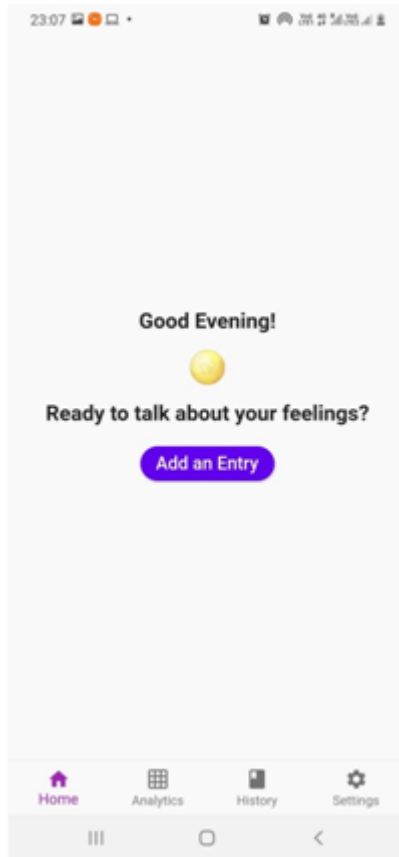 23:07
Good Evening!
Ready to talk about your feelings?
Add an Entry
Home Analytics History Settings